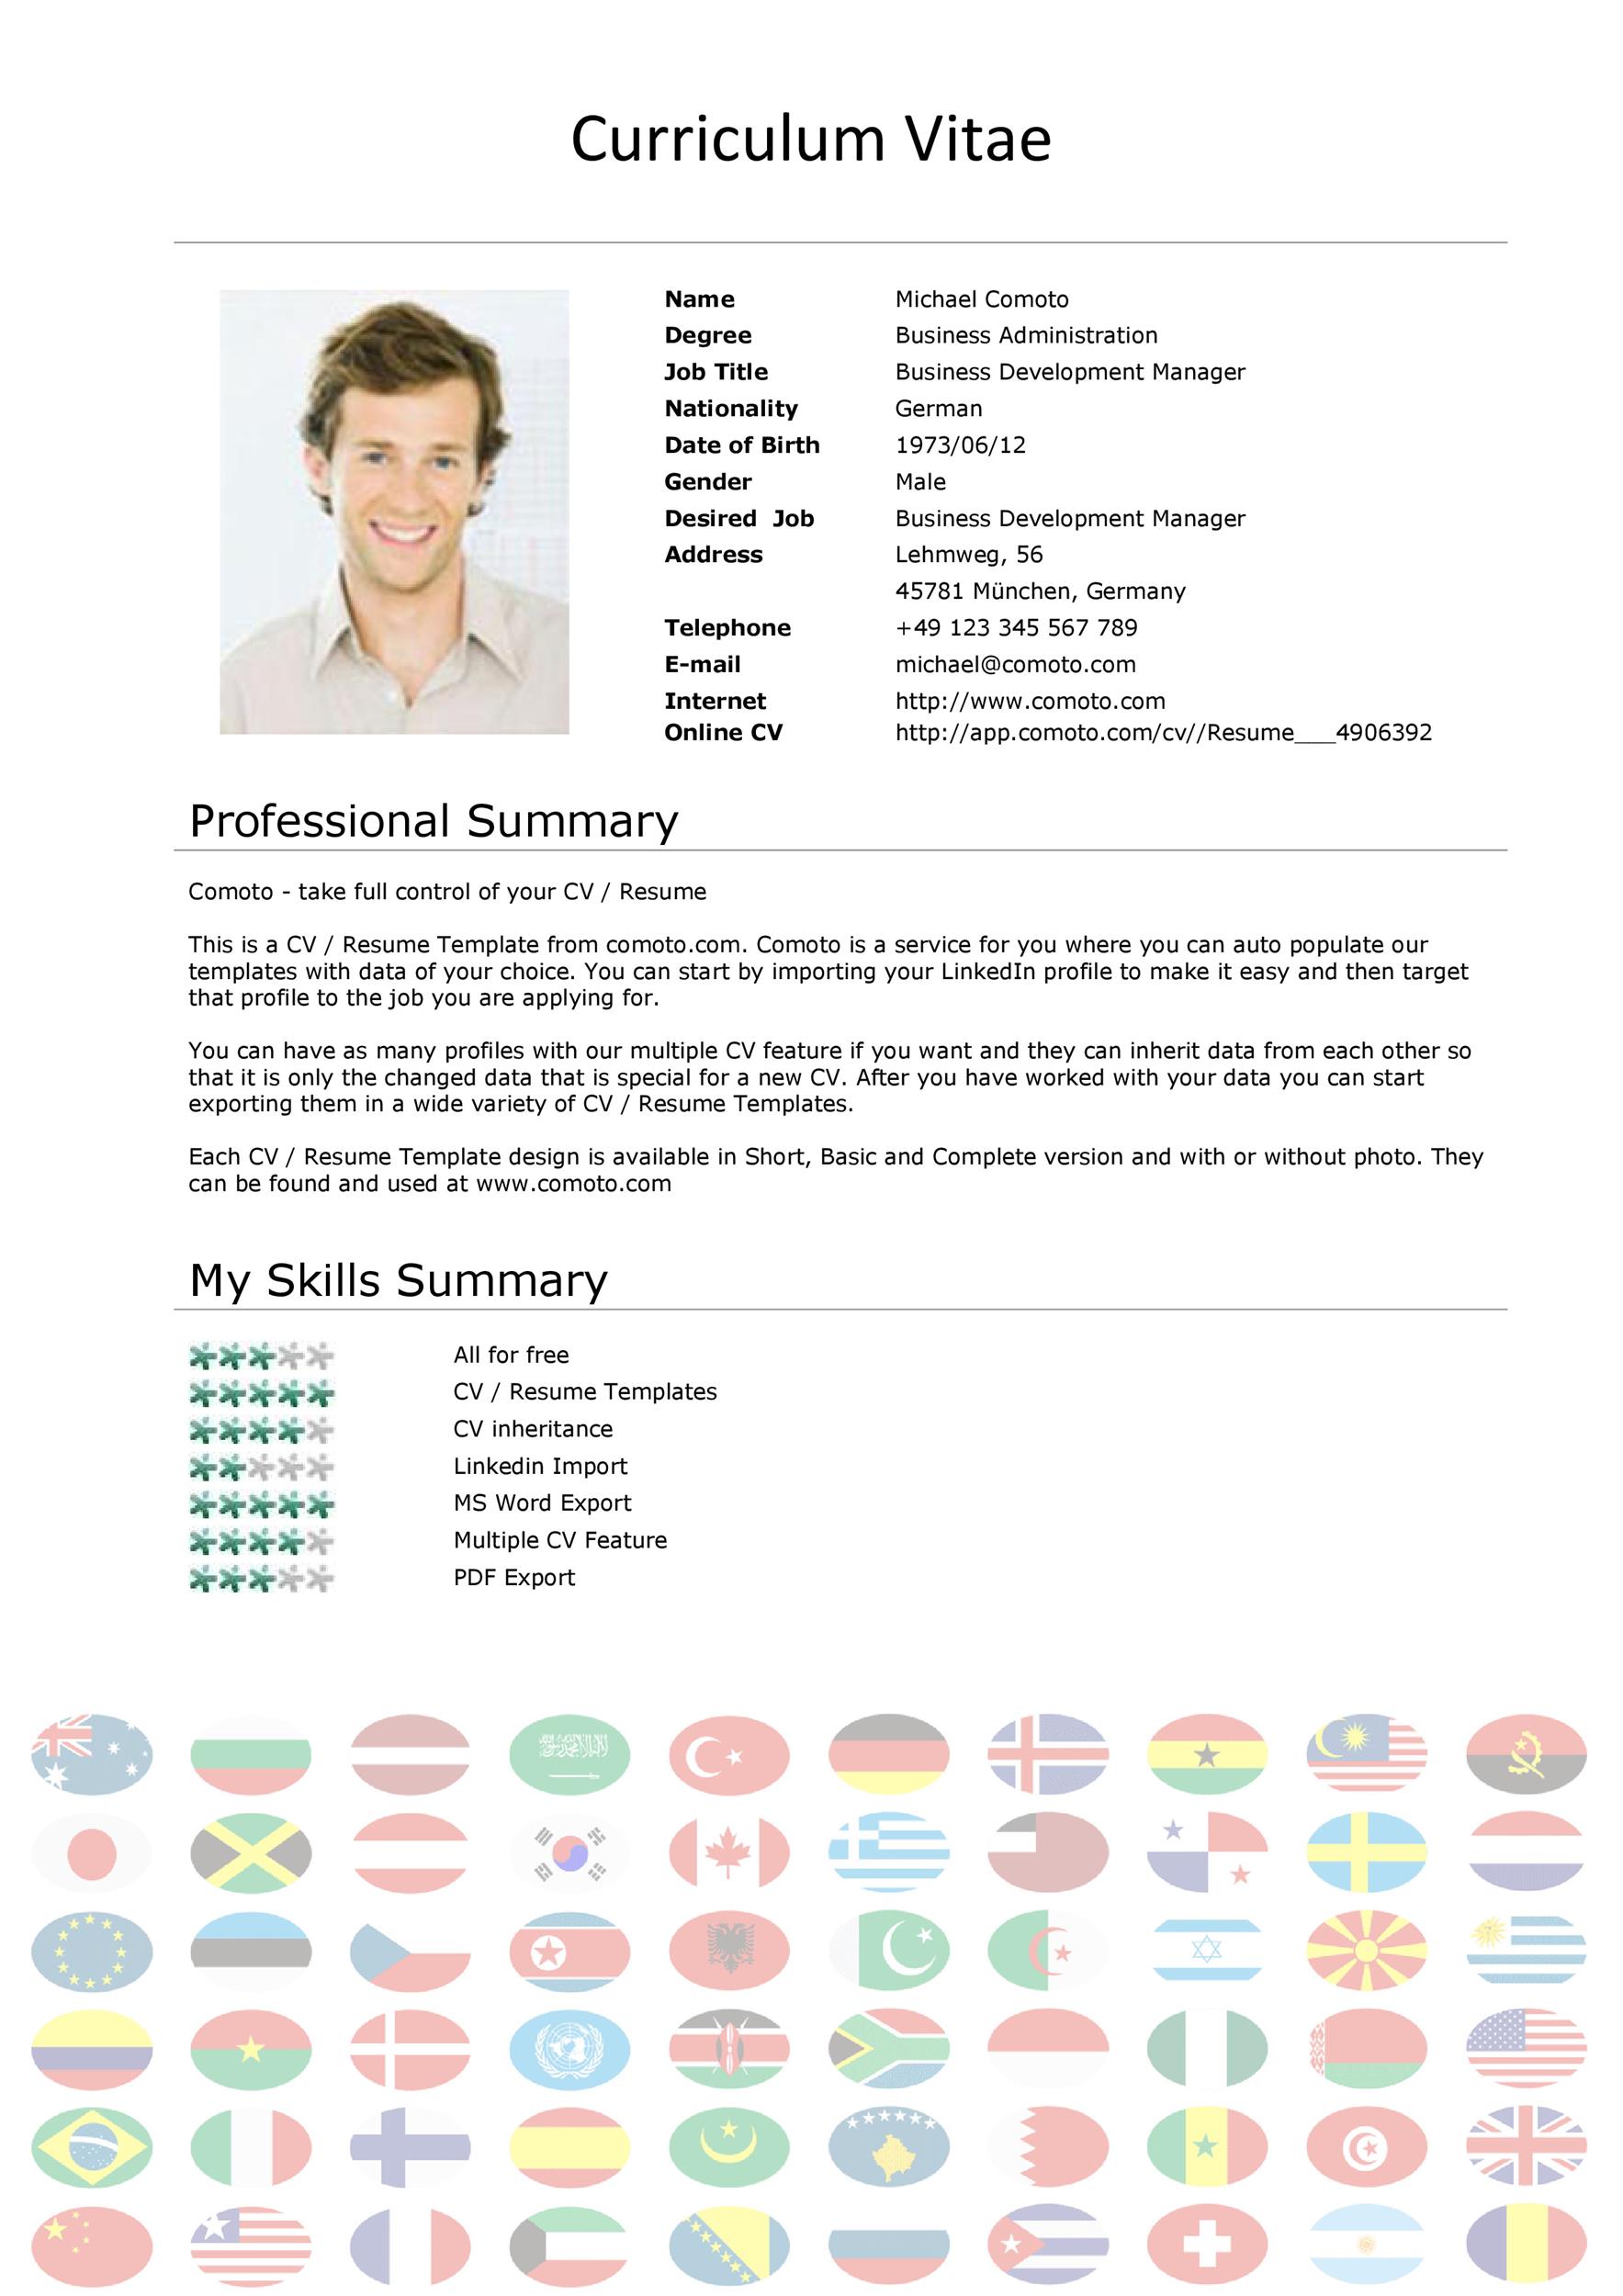 Curriculum Vitae
Name Michael Comoto
Degree Business Administration
Job Title Business Development Manager
Nationality German
Date of Birth 1973/06/12
Gender Male
Desired  Job Business Development Manager
Address Lehmweg, 56
45781 München, Germany
Telephone +49 123 345 567 789
E-mail michael@comoto.com
Internet http://www.comoto.com
Online CV http://app.comoto.com/cv//Resume___4906392
Professional Summary
Comoto - take full control of your CV / Resume
This is a CV / Resume Template from comoto.com. Comoto is a service for you where you can auto populate our
templates with data of your choice. You can start by importing your LinkedIn profile to make it easy and then target
that profile to the job you are applying for.
You can have as many profiles with our multiple CV feature if you want and they can inherit data from each other so
that it is only the changed data that is special for a new CV. After you have worked with your data you can start
exporting them in a wide variety of CV / Resume Templates.
Each CV / Resume Template design is available in Short, Basic and Complete version and with or without photo. They
can be found and used at www.comoto.com
My Skills Summary
All for free
CV / Resume Templates
CV inheritance
Linkedin Import
MS Word Export
Multiple CV Feature
PDF Export